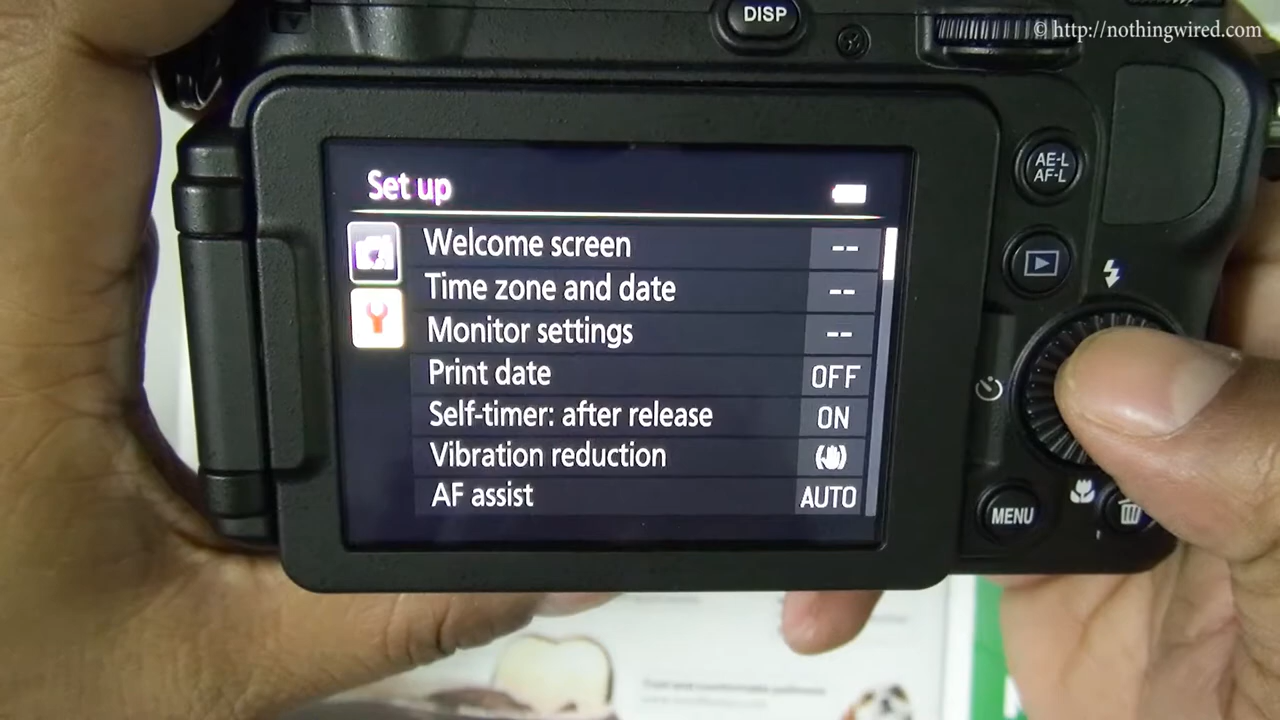 DISP
© http://nothingwired.com
AE-L
AF-L
Set up
Welcome screen --
Time zone and date --
Monitor settings --
Print date OFF
Self-timer: after release ON
Vibration reduction
AF assist AUTO
MENU